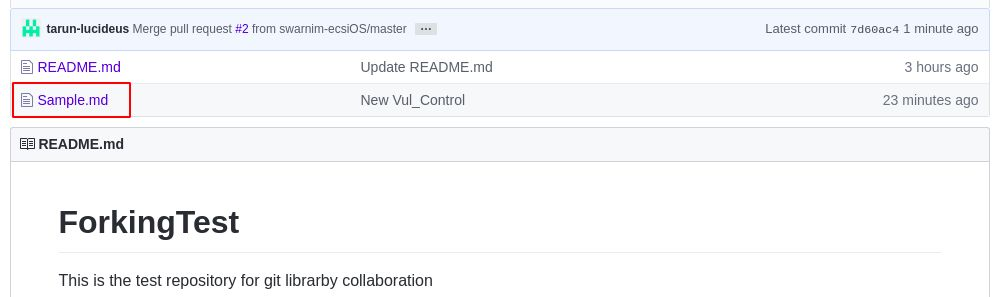 tarun-lucideus Merge pull request #2 from swarnim-ecsiOS/master ... Latest commit 7d60ac4 1 minute ago
README.md Update README.md 3 hours ago
Sample.md New Vul_Control 23 minutes ago
README.md
ForkingTest
This is the test repository for git librarby collaboration